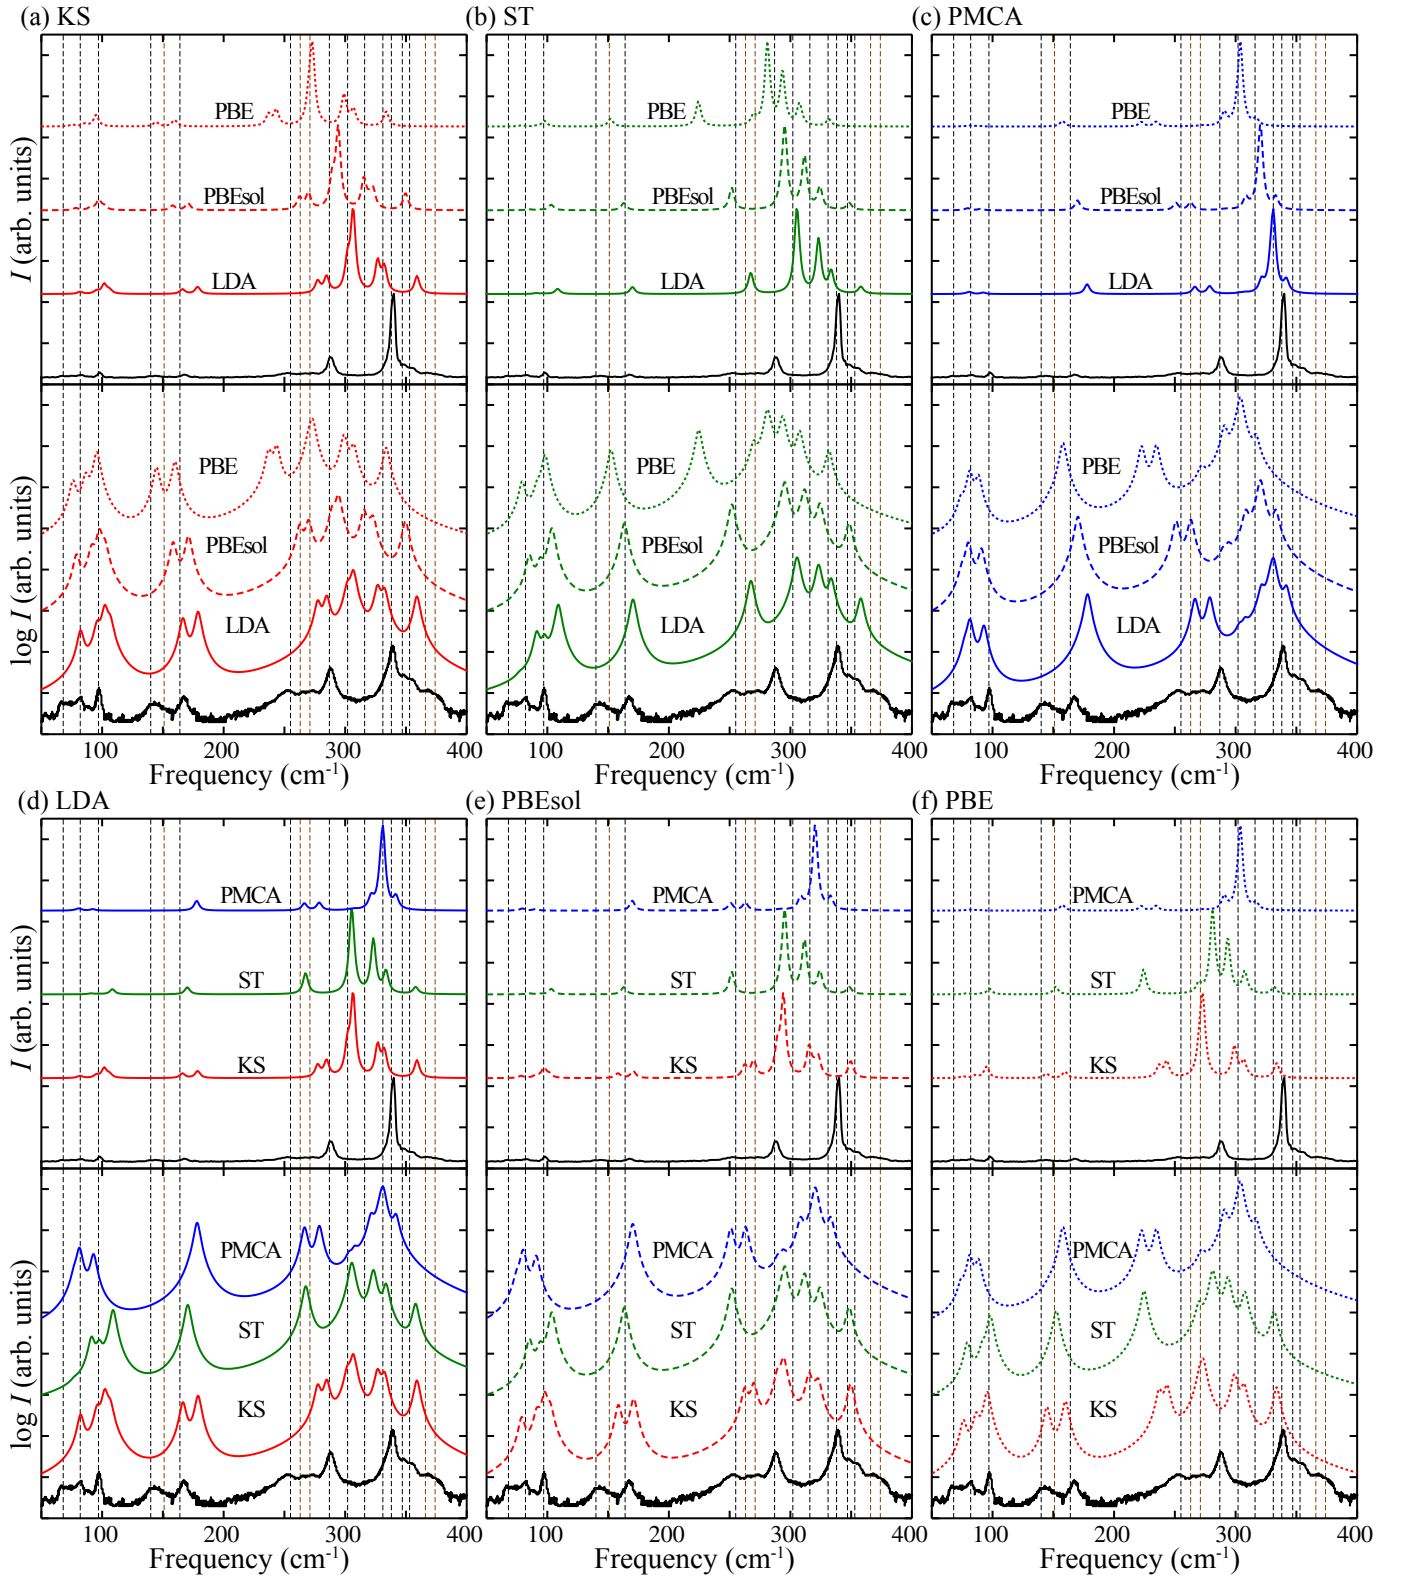 (a) KS
(b) ST
(c) PMCA
I (arb. units)
PBE
PBEsol
LDA
PBE
PBEsol
LDA
PBE
PBEsol
LDA
log I (arb. units)
PBE
PBEsol
LDA
PBE
PBEsol
LDA
PBE
PBEsol
LDA
100 200 300 400
100 200 300 400
100 200 300 400
Frequency (cm-1)
Frequency (cm-1)
Frequency (cm-1)
(d) LDA
(e) PBEsol
(f) PBE
I (arb. units)
PMCA
ST
KS
PMCA
ST
KS
PMCA
ST
KS
log I (arb. units)
PMCA
ST
KS
PMCA
ST
KS
PMCA
ST
KS
100 200 300 400
100 200 300 400
100 200 300 400
Frequency (cm-1)
Frequency (cm-1)
Frequency (cm-1)